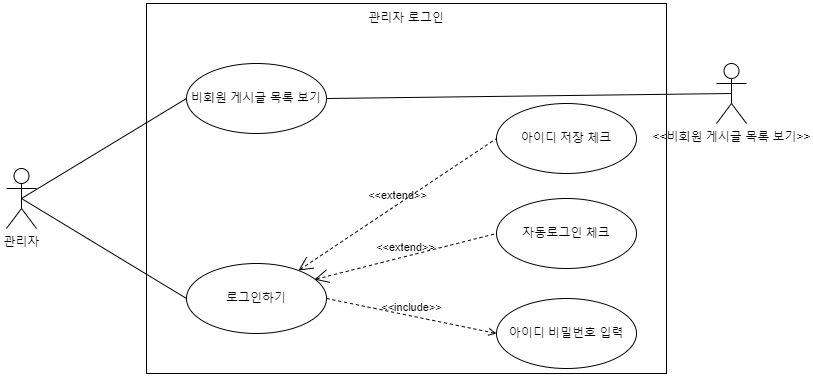 관리자 로그인
비회원 게시글 목록 보기
<<비회원 게시글 목록 보기>>
아이디 저장 체크
<<extend>>
관리자
자동로그인 체크
<<extend>>
로그인하기
<<include>>
아이디 비밀번호 입력